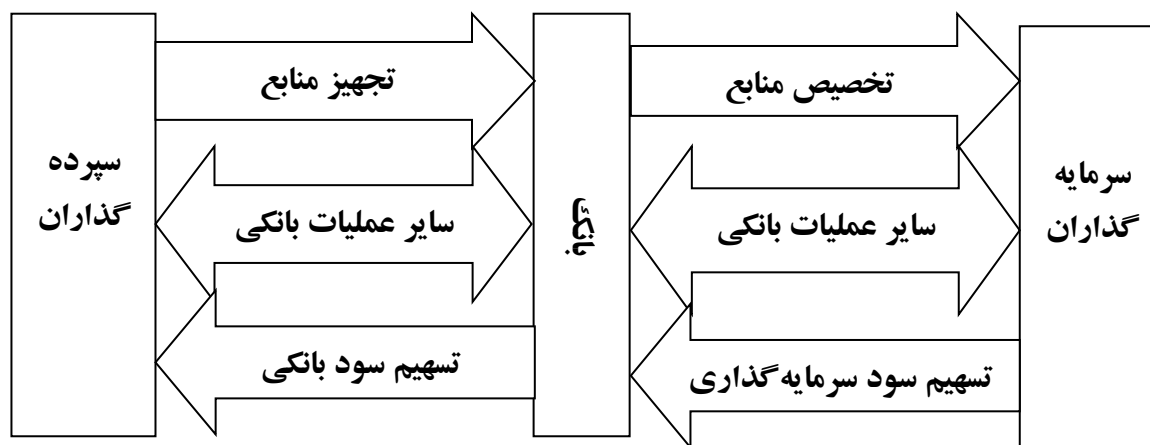 سپرده
گذاران
تجهیز منابع
سایر عملیات بانکی
تسهیم سود بانکی
بانک
تخصیص منابع
سایر عملیات بانکی
تسهیم سود سرمایه‌گذاری
سرمایه
گذاران